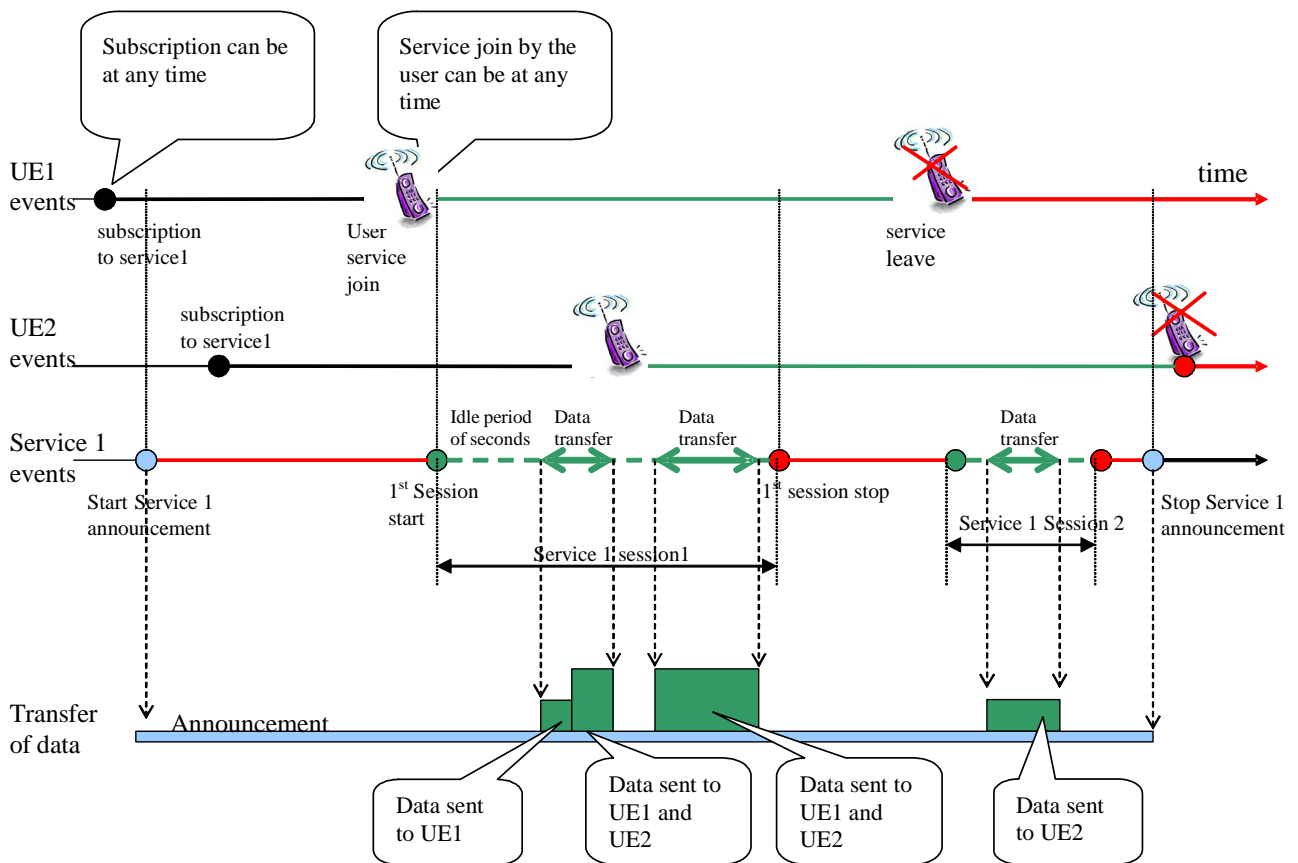 Subscription can be
at any time
Service join by the
user can be at any
time
UE1
events
time
subscription
to service1
User
service
join
service
leave
UE2
events
subscription
to service1
Service 1
events
Idle period
of seconds
Data
transfer
Data
transfer
Data
transfer
Start Service 1
announcement
1st Session
start
1st session stop
Service 1 Session 2
Stop Service 1
announcement
Service 1 session1
Transfer
of data
Announcement
Data sent
to UE1
Data sent to
UE1 and
UE2
Data sent to
UE1 and
UE2
Data sent
to UE2